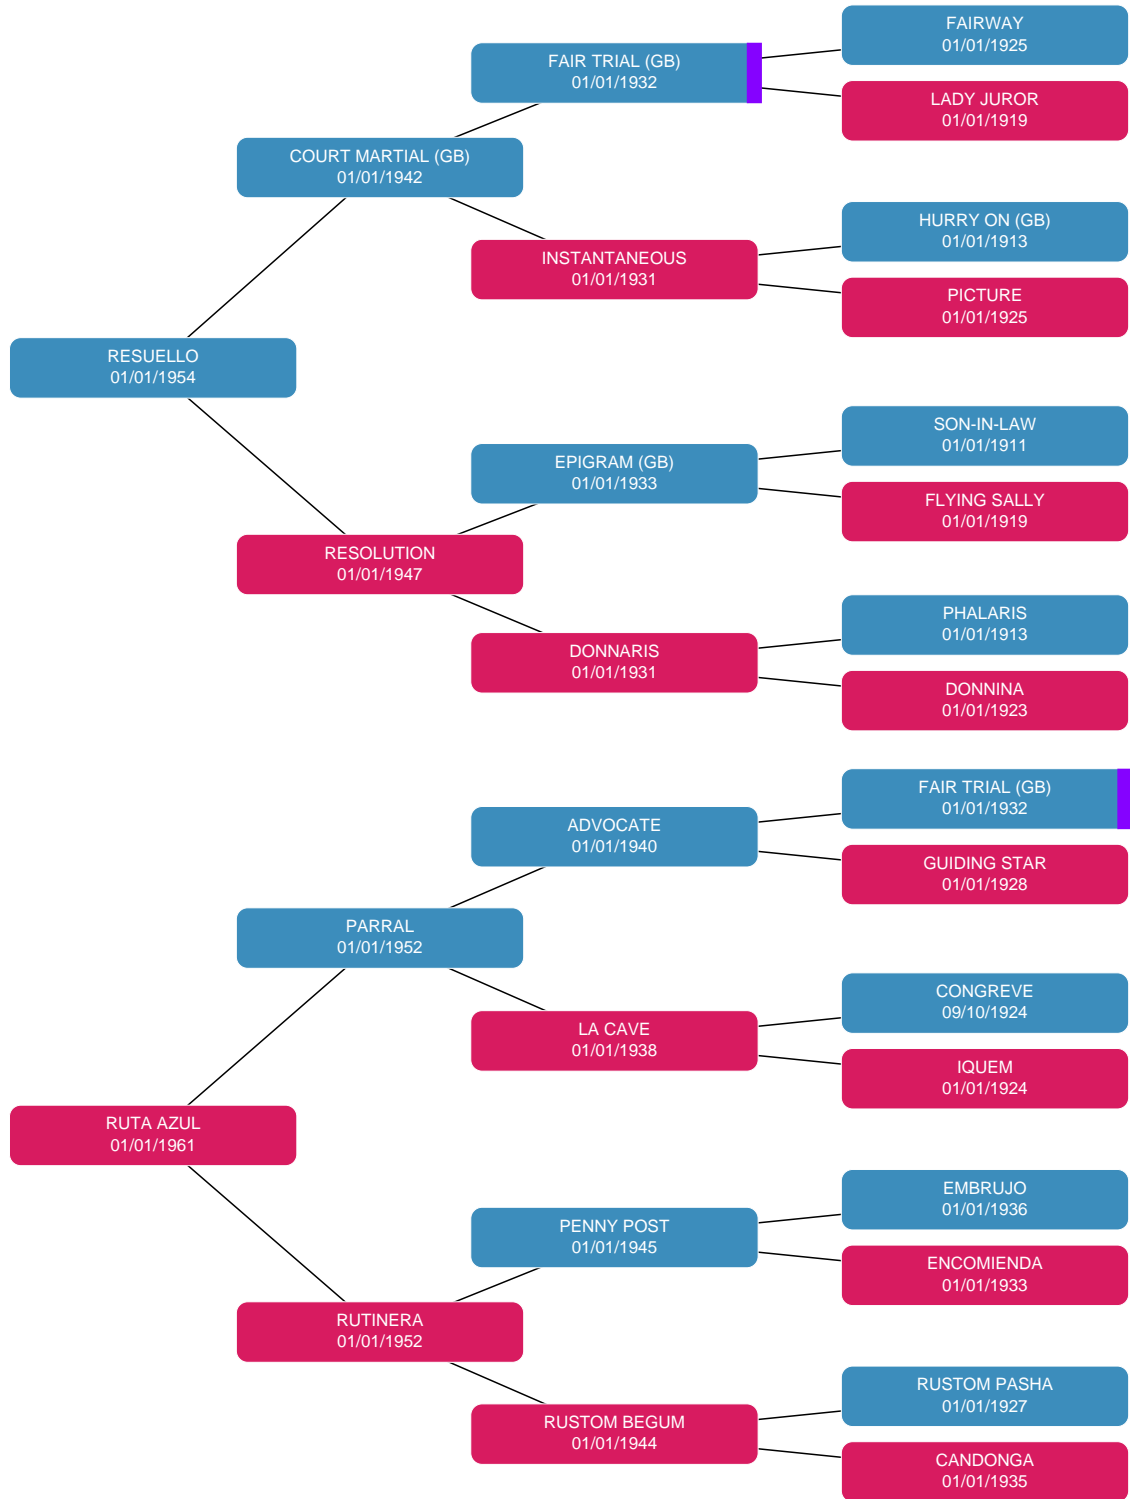 FAIRWAY
01/01/1925
FAIR TRIAL (GB)
01/01/1932
LADY JUROR
01/01/1919
COURT MARTIAL (GB)
01/01/1942
HURRY ON (GB)
01/01/1913
INSTANTANEOUS
01/01/1931
PICTURE
01/01/1925
RESUELLO
01/01/1954
SON-IN-LAW
01/01/1911
EPIGRAM (GB)
01/01/1933
FLYING SALLY
01/01/1919
RESOLUTION
01/01/1947
PHALARIS
01/01/1913
DONNARIS
01/01/1931
DONNINA
01/01/1923
FAIR TRIAL (GB)
01/01/1932
ADVOCATE
01/01/1940
GUIDING STAR
01/01/1928
PARRAL
01/01/1952
CONGREVE
09/10/1924
LA CAVE
01/01/1938
IQUEM
01/01/1924
RUTA AZUL
01/01/1961
EMBRUJO
01/01/1936
PENNY POST
01/01/1945
ENCOMIENDA
01/01/1933
RUTINERA
01/01/1952
RUSTOM PASHA
01/01/1927
RUSTOM BEGUM
01/01/1944
CANDONGA
01/01/1935